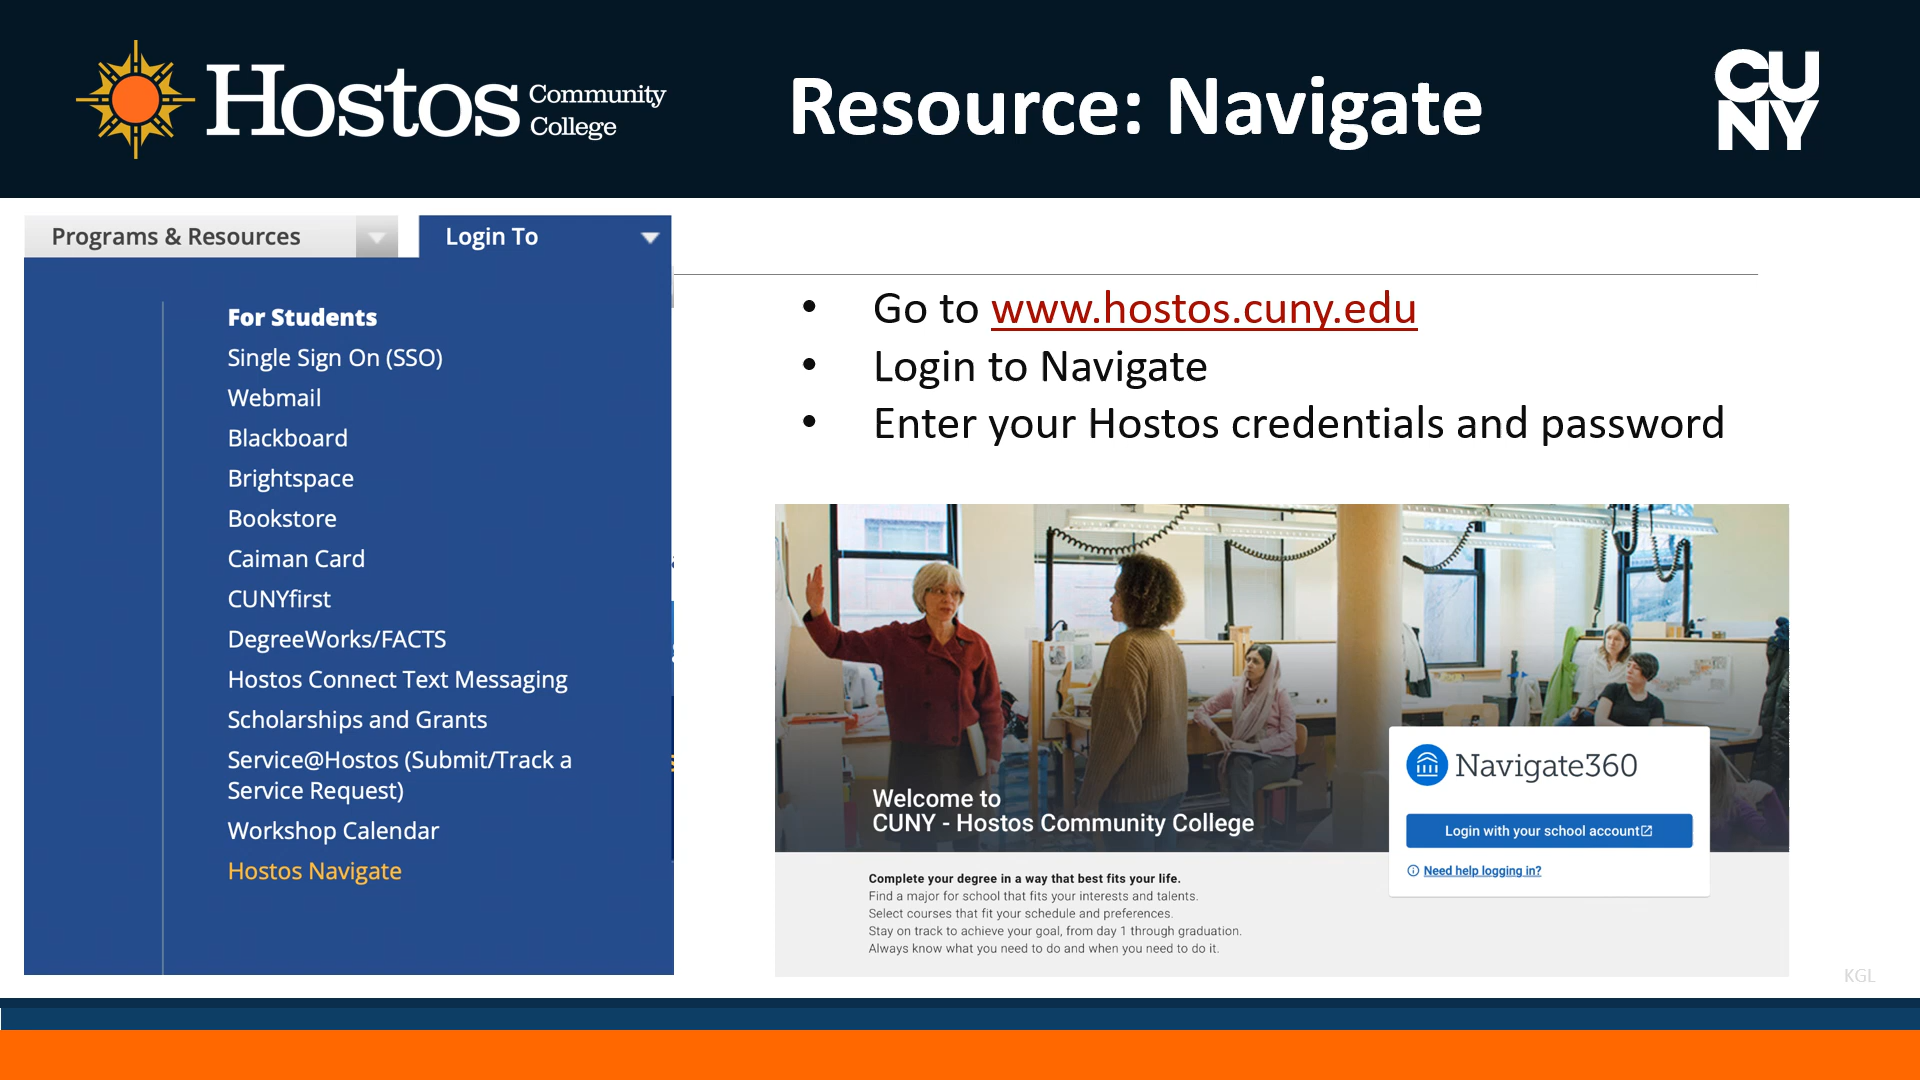 Hostos Community
College
Resource: Navigate
CU
NY
Programs & Resources
Login To
For Students
Single Sign On (SSO)
Webmail
Blackboard
Brightspace
Bookstore
Caiman Card
CUNYfirst
DegreeWorks/FACTS
Hostos Connect Text Messaging
Scholarships and Grants
Service@Hostos (Submit/Track a
Service Request)
Workshop Calendar
Hostos Navigate
• Go to www.hostos.cuny.edu
• Login to Navigate
• Enter your Hostos credentials and password
Welcome to
CUNY - Hostos Community College
Complete your degree in a way that best fits your life.
Find a major for school that fits your interests and talents.
Select courses that fit your schedule and preferences.
Stay on track to achieve your goal, from day 1 through graduation.
Always know what you need to do and when you need to do it.
Navigate360
Login with your school account
Need help logging in?
KGL